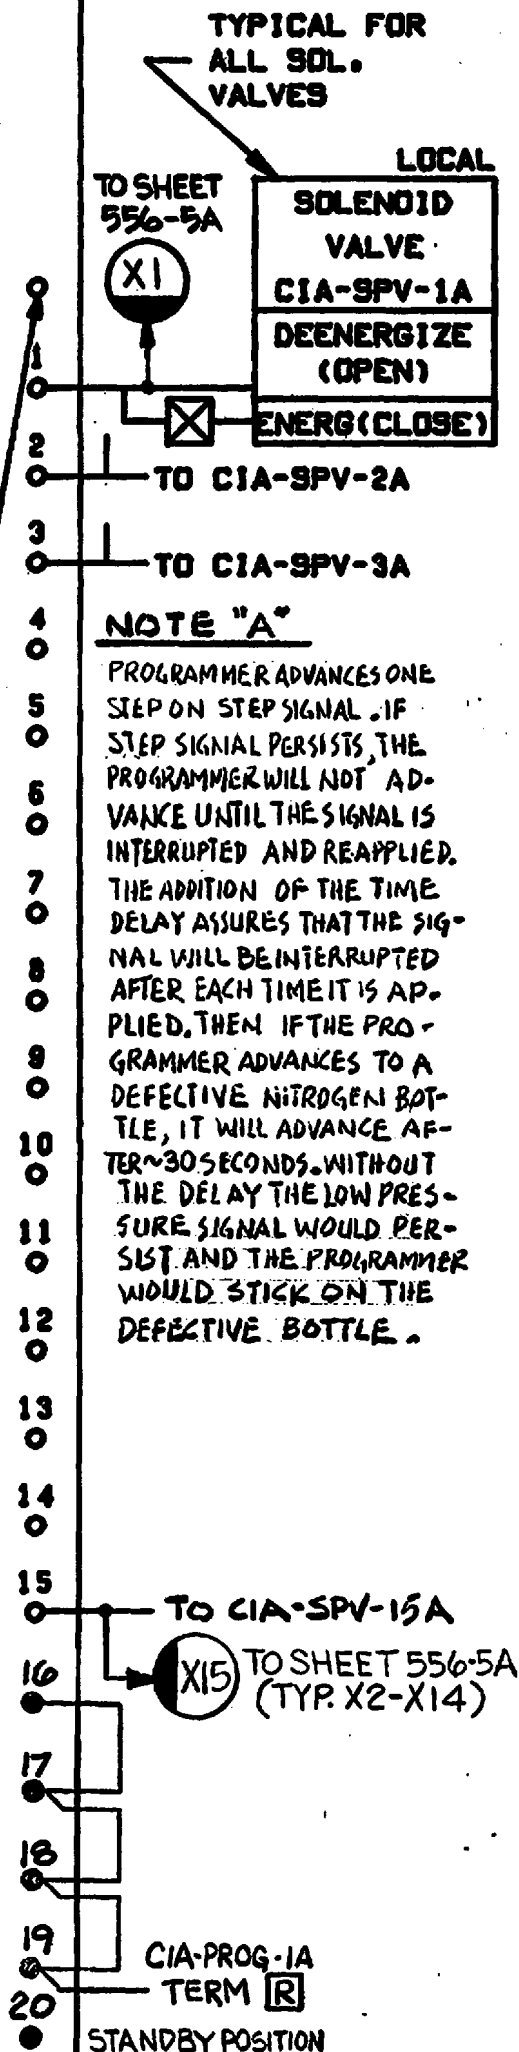 TYPICAL FOR
ALL SOL.
VALVES
LOCAL
TO SHEET
556-5A
X1
SOLENOID
VALVE
CIA-SPV-1A
DEENERGIZE
(OPEN)
ENERG(CLOSE)
1
2
TO CIA-SPV-2A
3
TO CIA-SPV-3A
4
NOTE "A"
PROGRAMMER ADVANCES ONE
STEP ON STEP SIGNAL. IF
STEP SIGNAL PERSISTS, THE
PROGRAMMER WILL NOT AD-
VANCE UNTIL THE SIGNAL IS
INTERRUPTED AND REAPPLIED.
THE ADDITION OF THE TIME
DELAY ASSURES THAT THE SIG-
NAL WILL BE INTERRUPTED
AFTER EACH TIME IT IS AP-
PLIED. THEN IF THE PRO-
GRAMMER ADVANCES TO A
DEFECTIVE NITROGEN BOT-
TLE, IT WILL ADVANCE AF-
TER ~30 SECONDS. WITHOUT
THE DELAY THE LOW PRES-
SURE SIGNAL WOULD PER-
SIST AND THE PROGRAMMER
WOULD STICK ON THE
DEFECTIVE BOTTLE.
5
6
7
8
9
10
11
12
13
14
15
TO CIA-SPV-15A
X15
TO SHEET 556-5A
(TYP. X2-X14)
16
17
18
19
CIA-PROG-1A
TERM R
20
STANDBY POSITION